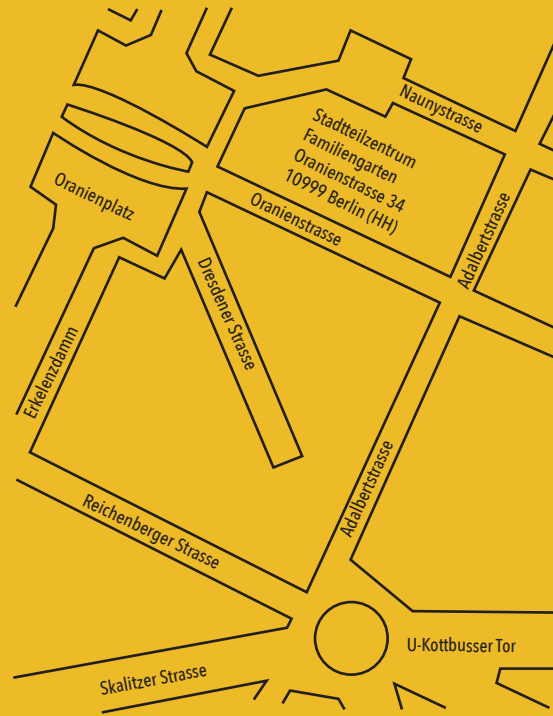 Naunystrasse
Stadtteilzentrum
Familiengarten
Oranienstrasse 34
10999 Berlin (HH)
Oranienplatz
Oranienstrasse
Adalbertstrasse
Dresdener Strasse
Erkelenzdamm
Adalbertstrasse
Reichenberger Strasse
U-Kottbusser Tor
Skalitzer Strasse